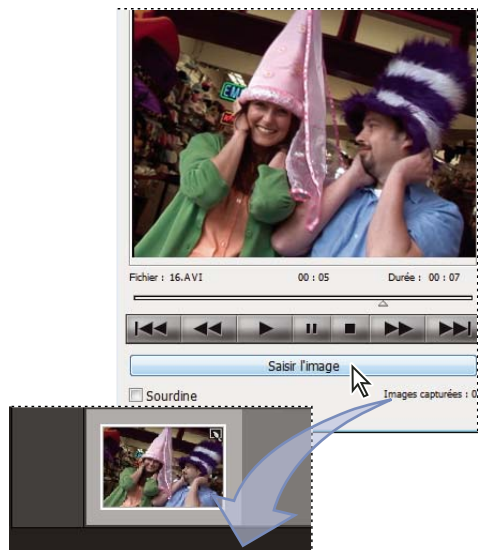 Fichier : 16.AVI 00 : 05 Durée : 00 : 07
Saisir l'image
Sourdine Images capturées : 0